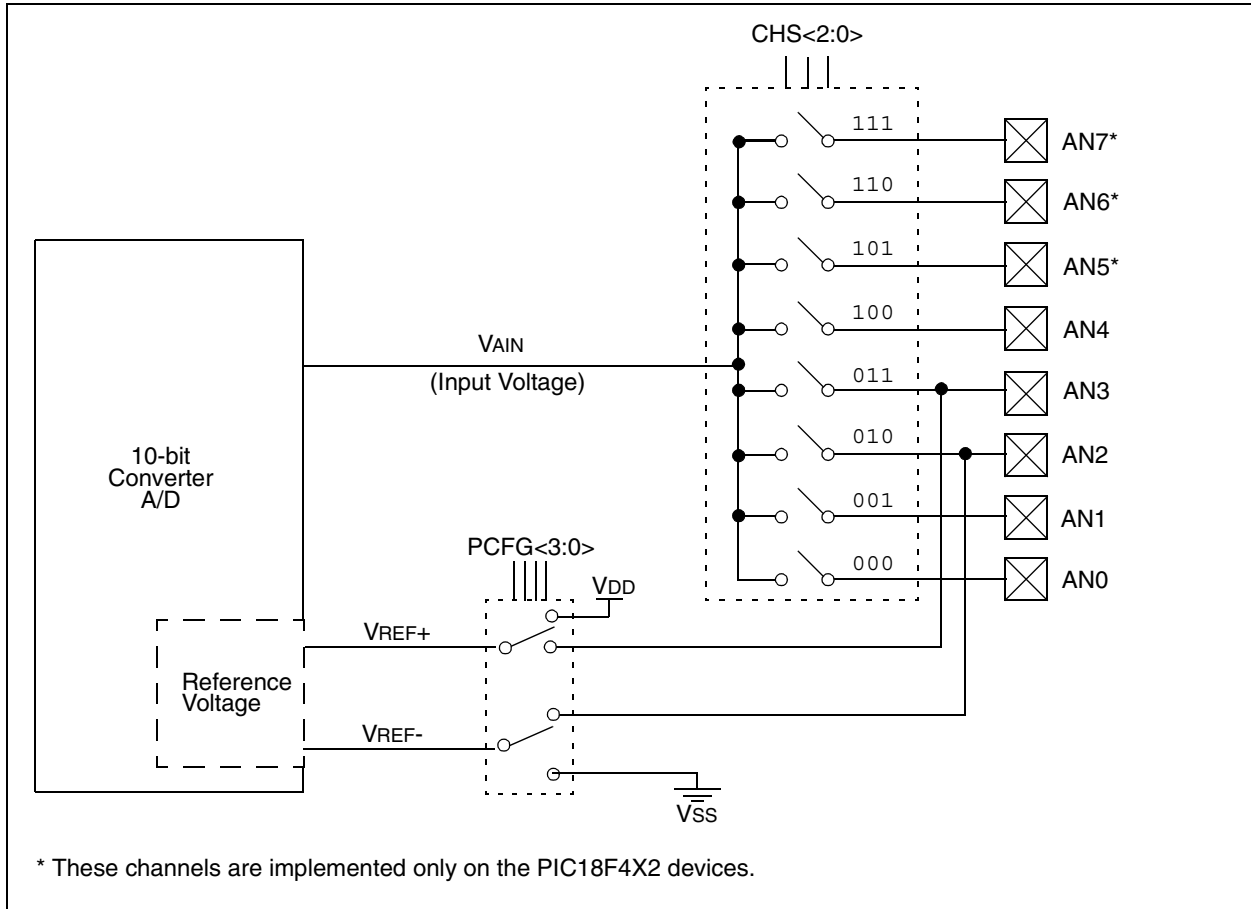 CHS<2:0>
111
AN7*
110
AN6*
101
AN5*
100
AN4
VAIN
(Input Voltage)
011
AN3
10-bit
Converter
A/D
010
AN2
001
AN1
PCFG<3:0>
000
AN0
VDD
VREF+
Reference
Voltage
VREF-
VSS
* These channels are implemented only on the PIC18F4X2 devices.